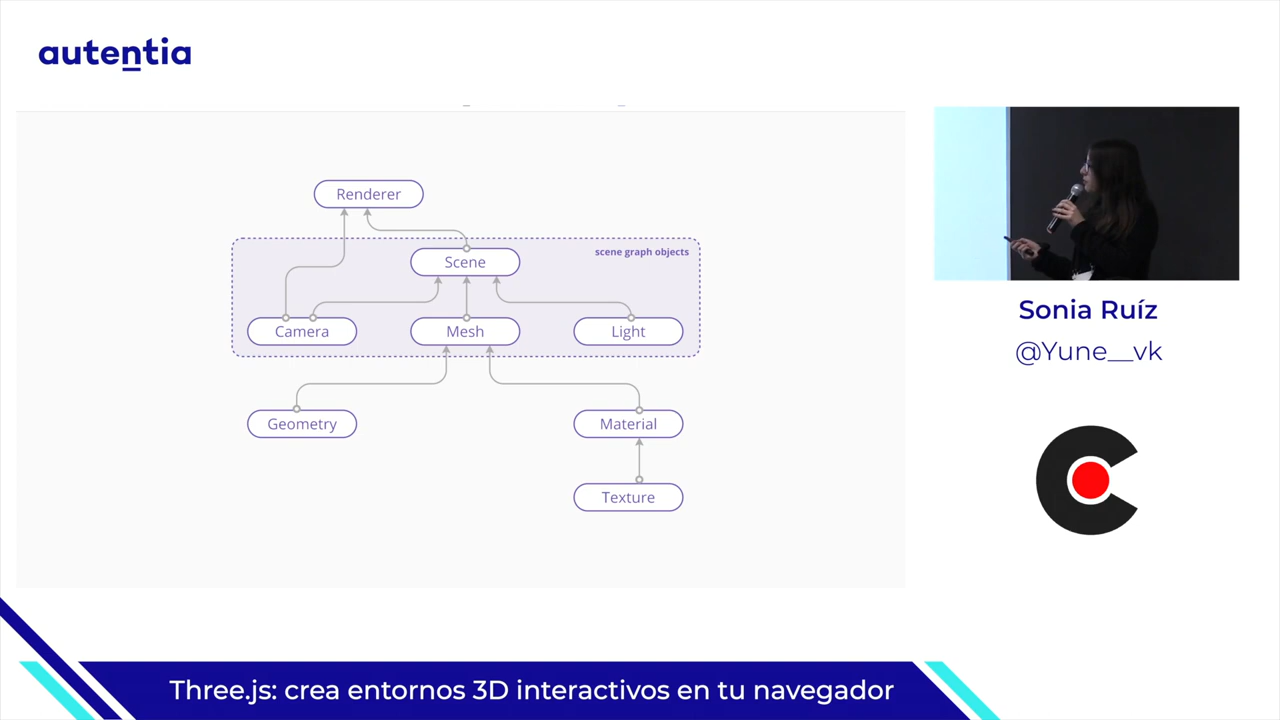 autentia
Renderer
Scene
scene graph objects
Camera
Mesh
Light
Geometry
Material
Texture
Sonia Ruíz
@Yune__vk
Three.js: crea entornos 3D interactivos en tu navegador